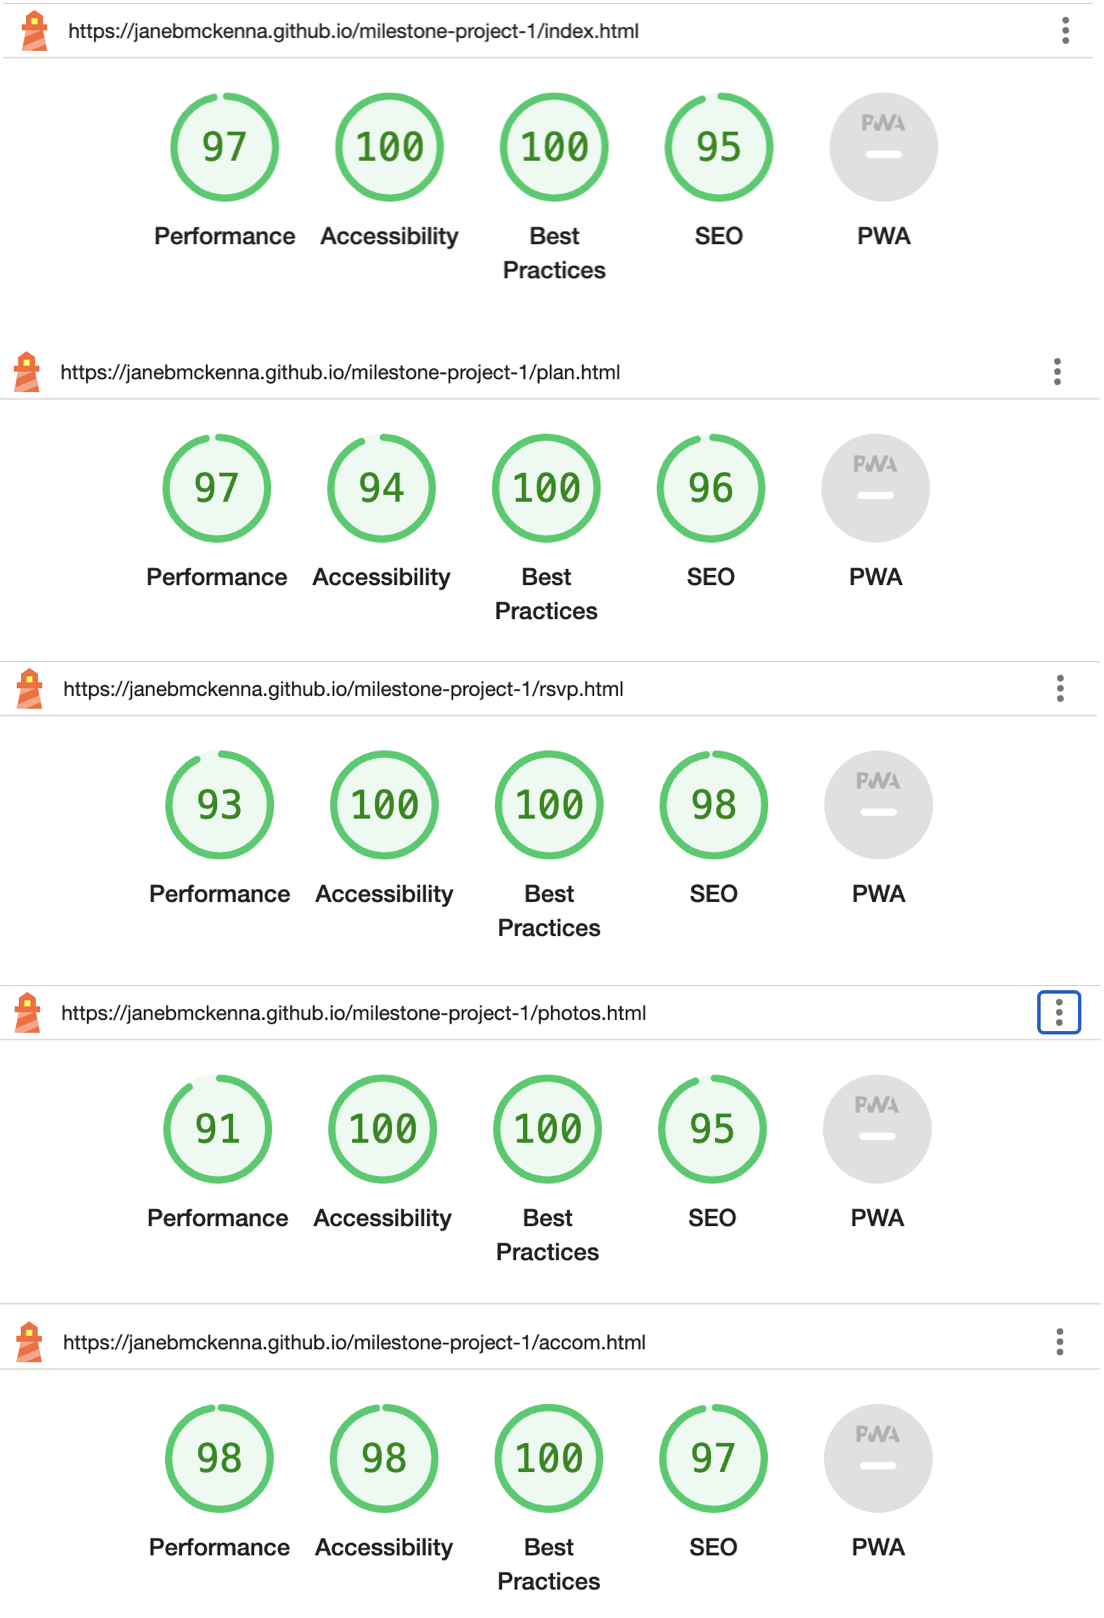 https://janebmckenna.github.io/milestone-project-1/index.html
97 100 100 95 PWA
Performance Accessibility Best Practices SEO PWA
https://janebmckenna.github.io/milestone-project-1/plan.html
97 94 100 96 PWA
Performance Accessibility Best Practices SEO PWA
https://janebmckenna.github.io/milestone-project-1/rsvp.html
93 100 100 98 PWA
Performance Accessibility Best Practices SEO PWA
https://janebmckenna.github.io/milestone-project-1/photos.html
91 100 100 95 PWA
Performance Accessibility Best Practices SEO PWA
https://janebmckenna.github.io/milestone-project-1/accom.html
98 98 100 97 PWA
Performance Accessibility Best Practices SEO PWA